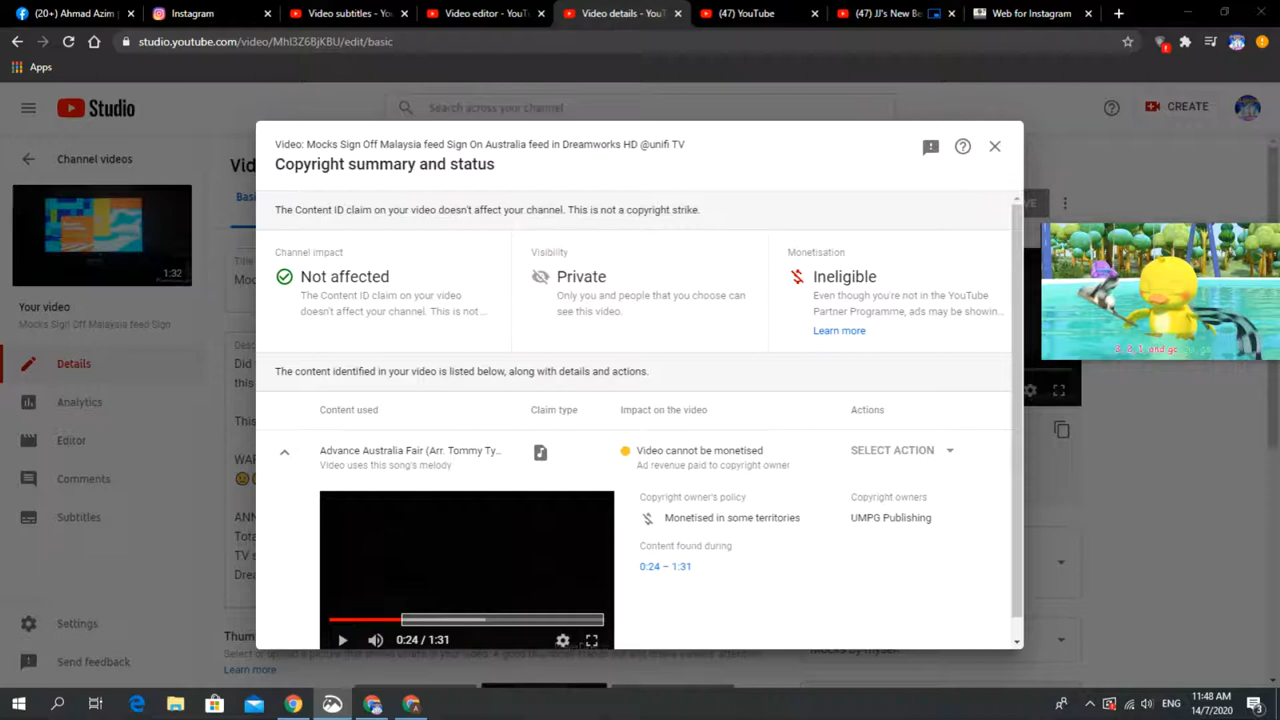 (20+) Ahmad Azim
Instagram
Video subtitles - You
Video editor - YouT
Video details - YouT
(47) YouTube
(47) JJ's New Be
Web for Instagram
studio.youtube.com/video/MhI3Z6BjKBU/edit/basic
Apps
Studio
Search across your channel
CREATE
Channel videos
1:32
Your video
Mocks Sign Off Malaysia feed Sign
Details
Analytics
Editor
Comments
Subtitles
Settings
Send feedback
Video: Mocks Sign Off Malaysia feed Sign On Australia feed in Dreamworks HD @unifi TV
Copyright summary and status
The Content ID claim on your video doesn't affect your channel. This is not a copyright strike.
Channel impact
Not affected
The Content ID claim on your video
doesn't affect your channel. This is not ...
Visibility
Private
Only you and people that you choose can
see this video.
Monetisation
Ineligible
Even though you're not in the YouTube
Partner Programme, ads may be showin...
Learn more
The content identified in your video is listed below, along with details and actions.
Content used
Claim type
Impact on the video
Actions
Advance Australia Fair (Arr. Tommy Ty...
Video uses this song's melody
Video cannot be monetised
Ad revenue paid to copyright owner
SELECT ACTION
Copyright owner's policy
Monetised in some territories
Copyright owners
UMPG Publishing
Content found during
0:24 – 1:31
0:24 / 1:31
Learn more
ENG
11:48 AM
14/7/2020
3